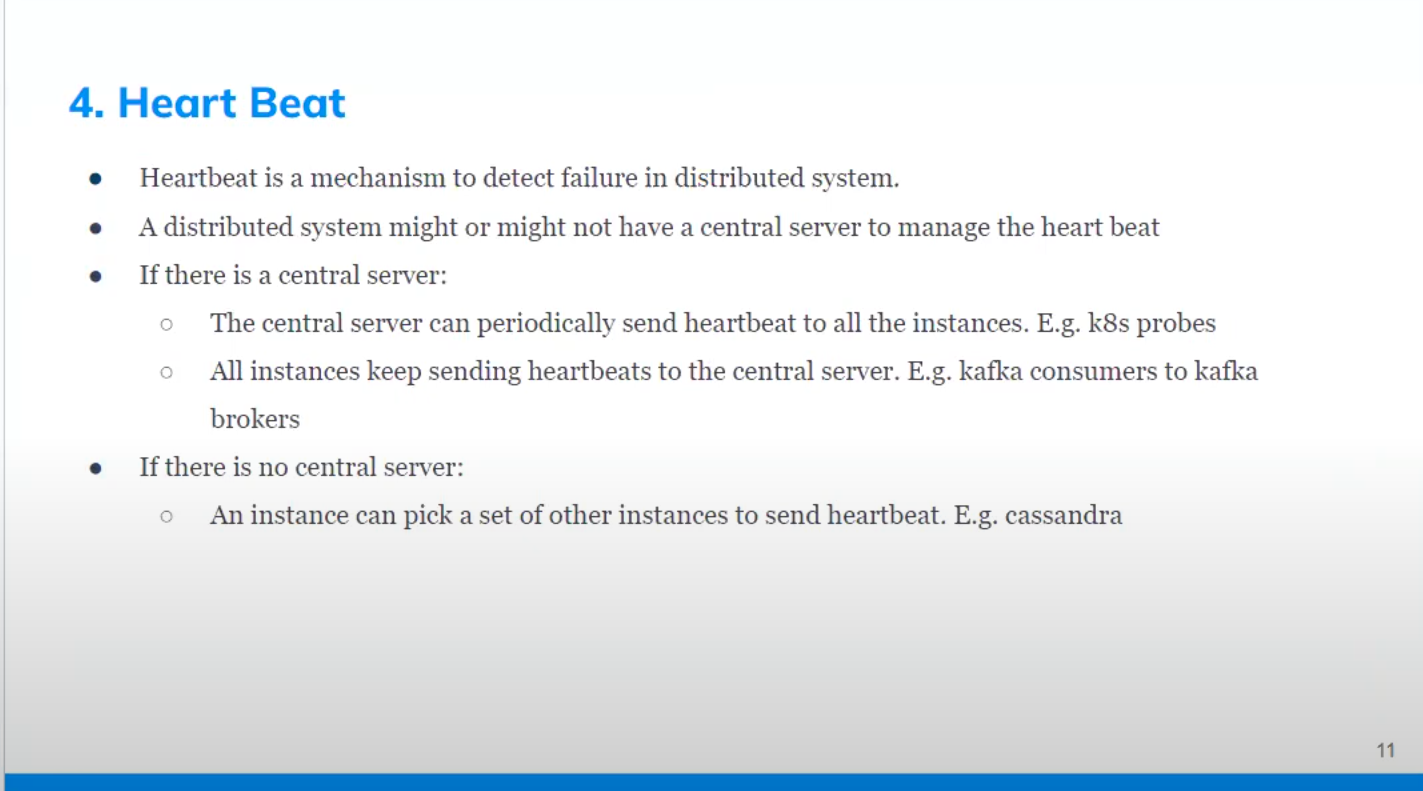 4. Heart Beat
● Heartbeat is a mechanism to detect failure in distributed system.
● A distributed system might or might not have a central server to manage the heart beat
● If there is a central server:
○ The central server can periodically send heartbeat to all the instances. E.g. k8s probes
○ All instances keep sending heartbeats to the central server. E.g. kafka consumers to kafka
brokers
● If there is no central server:
○ An instance can pick a set of other instances to send heartbeat. E.g. cassandra
11